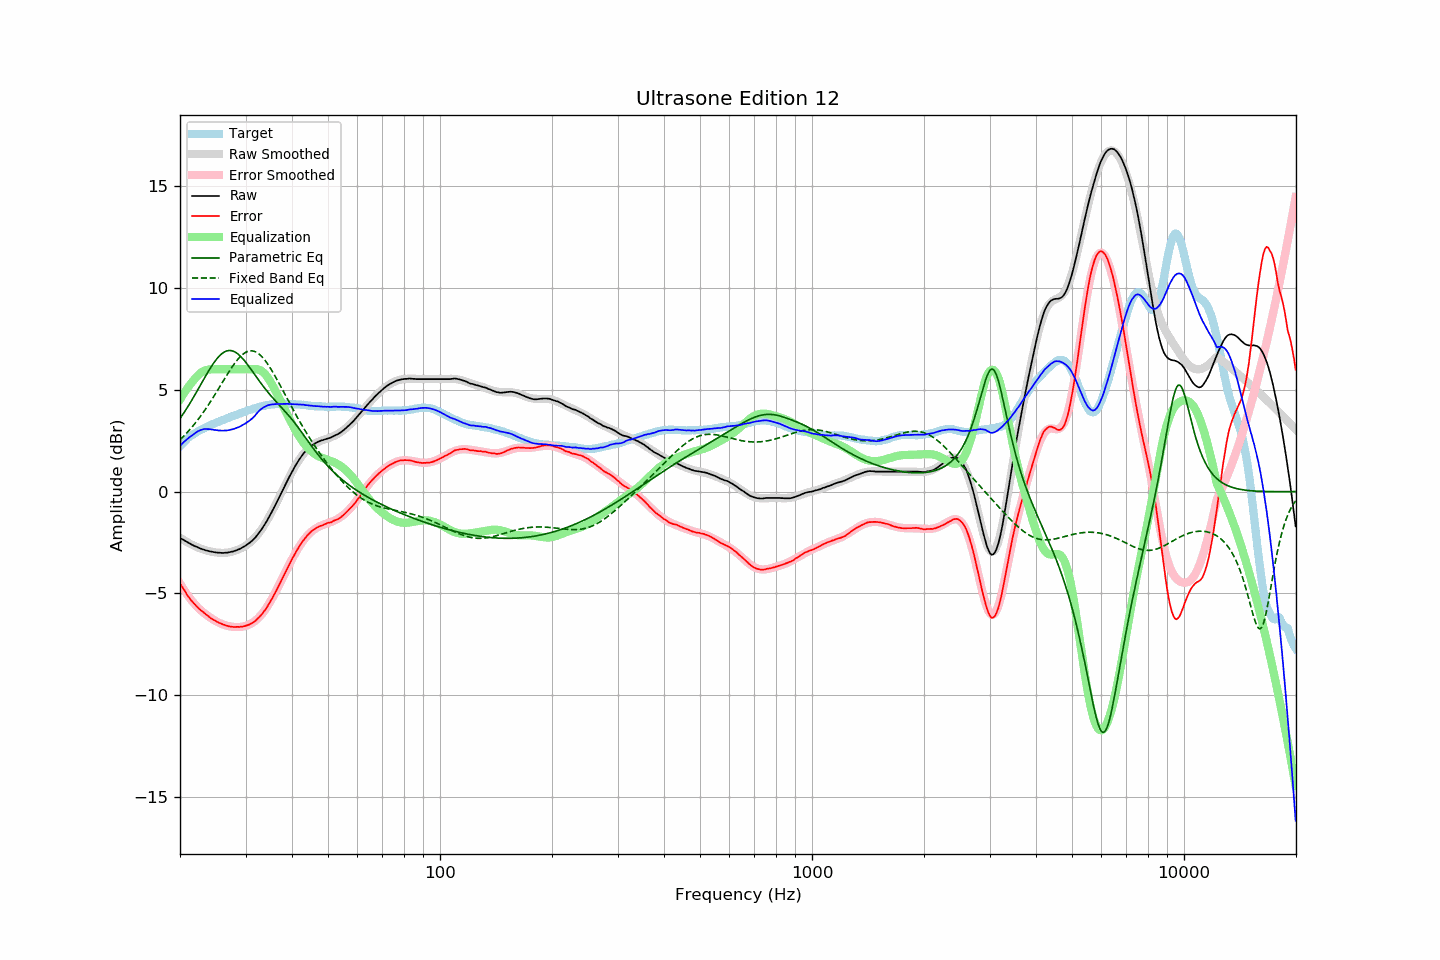 Ultrasone Edition 12
Target
Raw Smoothed
Error Smoothed
Raw
Error
Equalization
Parametric Eq
Fixed Band Eq
Equalized
15
10
5
0
−5
−10
−15
Amplitude (dBr)
100
1000
10000
Frequency (Hz)